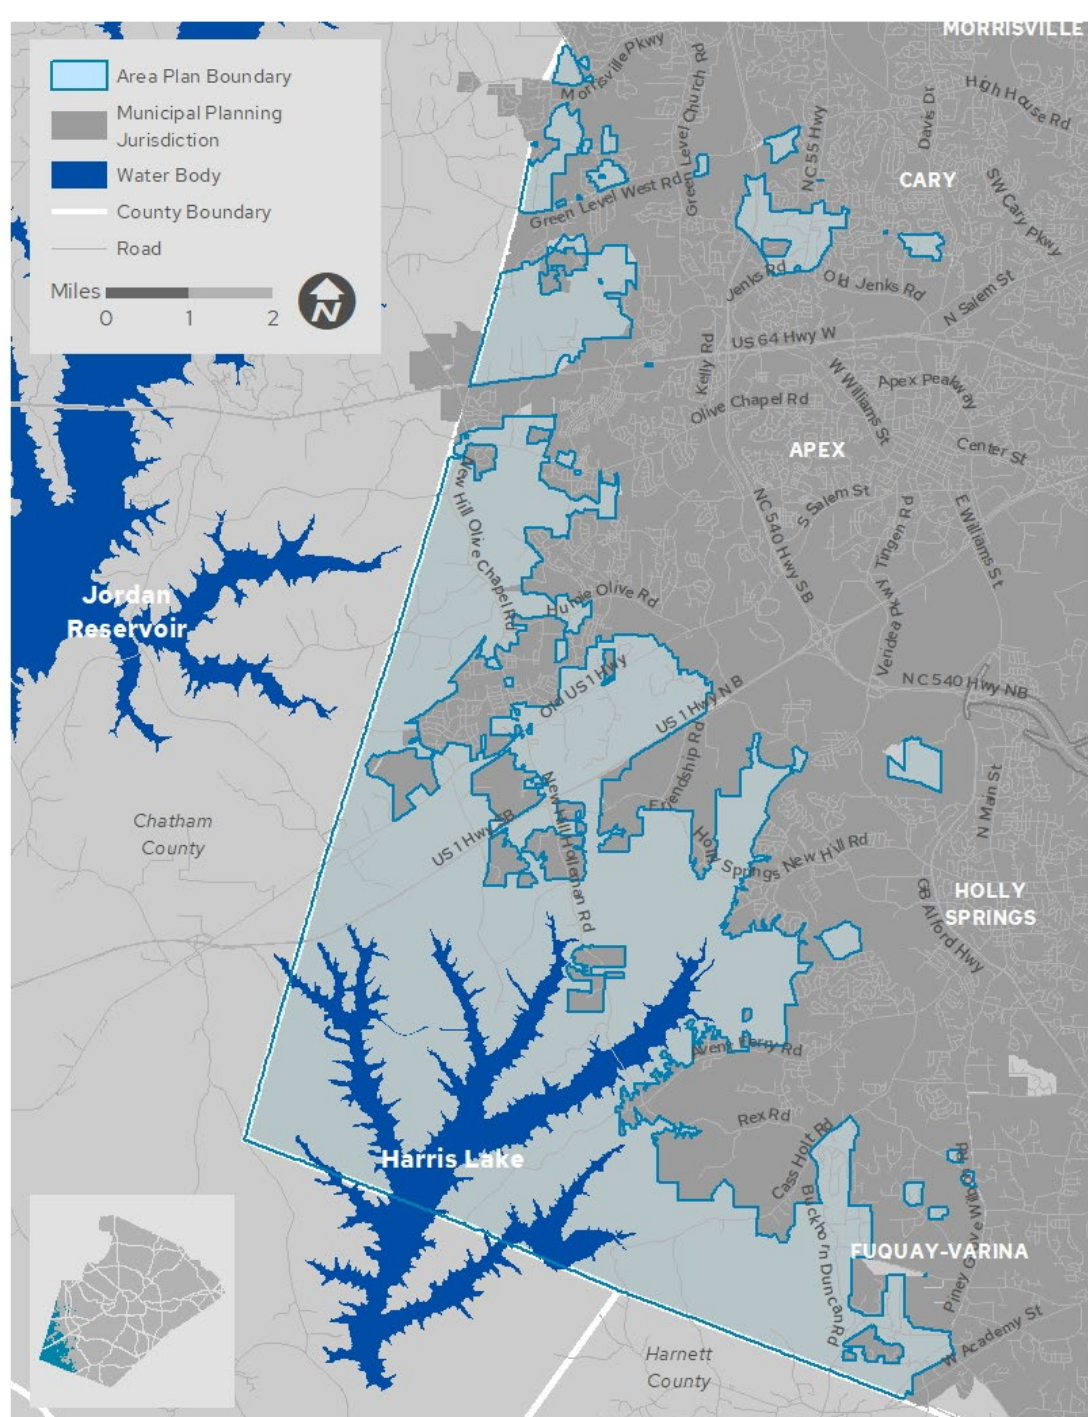 MORRISVILLE
Area Plan Boundary
Municipal Planning
Jurisdiction
Water Body
County Boundary
Road
Miles
0 1 2
N
Morrisville Pkwy
Green Level Church Rd
High House Rd
Davis Dr
NC 55 Hwy
CARY
SW Cary Pkwy
Green Level West Rd
Jenks Rd
Old Jenks Rd
N Salem St
US 64 Hwy W
Kelly Rd
W Williams St
Apex Peakway
Olive Chapel Rd
APEX
Center St
New Hill Olive Chapel Rd
S Salem St
NC 540 Hwy SB
Tingen Rd
E Williams St
Jordan
Reservoir
Humie Olive Rd
Veridea Pkwy
Old US 1 Hwy
US 1 Hwy NB
NC 540 Hwy NB
Friendship Rd
N Main St
Chatham
County
US 1 Hwy SB
New Hill Holleman Rd
Holly Springs New Hill Rd
HOLLY
SPRINGS
GB Alford Hwy
Avent Ferry Rd
Rex Rd
Cass Holt Rd
Harris Lake
Buckhorn Duncan Rd
Piney Grove Wilbon Rd
FUQUAY-VARINA
W Academy St
Harnett
County